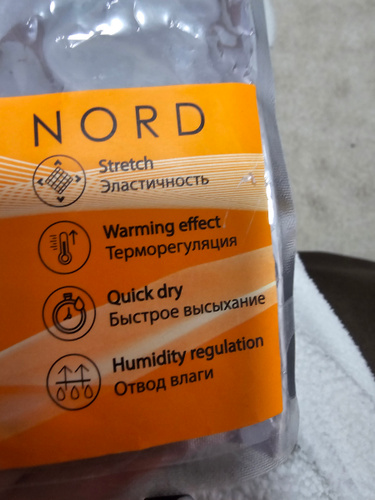 NORD
Stretch
Эластичность
Warming effect
Терморегуляция
Quick dry
Быстрое высыхание
Humidity regulation
Отвод влаги